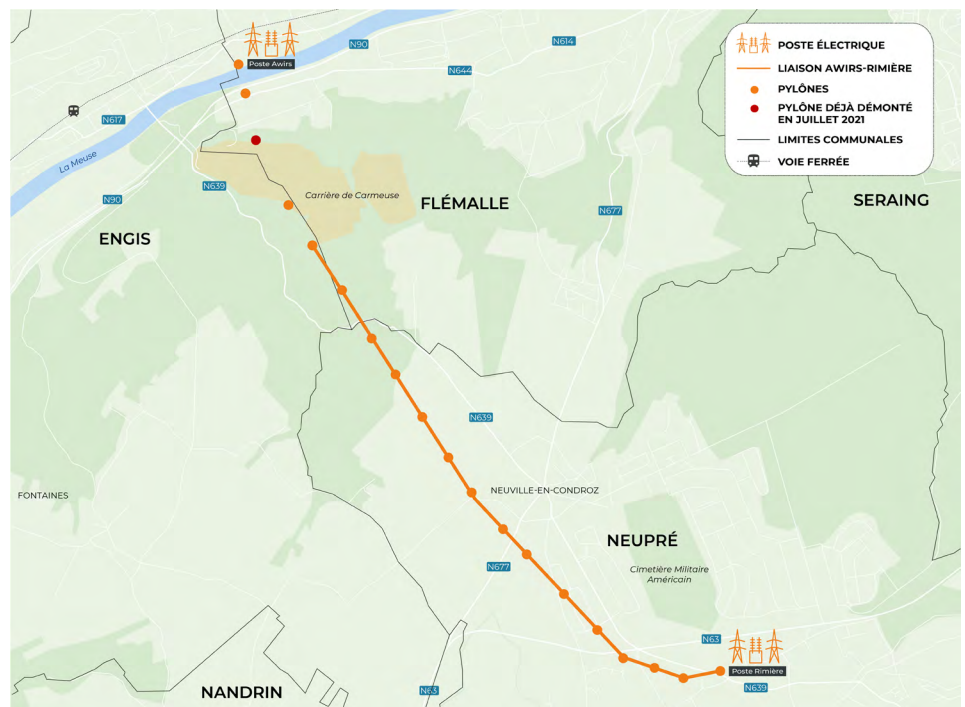 N90
N614
Poste Awirs
N644
N617
La Meuse
N639
N90
Carrière de Carmeuse
FLÉMALLE
N677
SERAING
ENGIS
N639
FONTAINES
NEUVILLE-EN-CONDROZ
NEUPRÉ
N677
Cimetière Militaire
Américain
N63
Poste Rimière
N63
N639
NANDRIN
POSTE ÉLECTRIQUE
LIAISON AWIRS-RIMIÈRE
PYLÔNES
PYLÔNE DÉJÀ DÉMONTÉ
EN JUILLET 2021
LIMITES COMMUNALES
VOIE FERRÉE